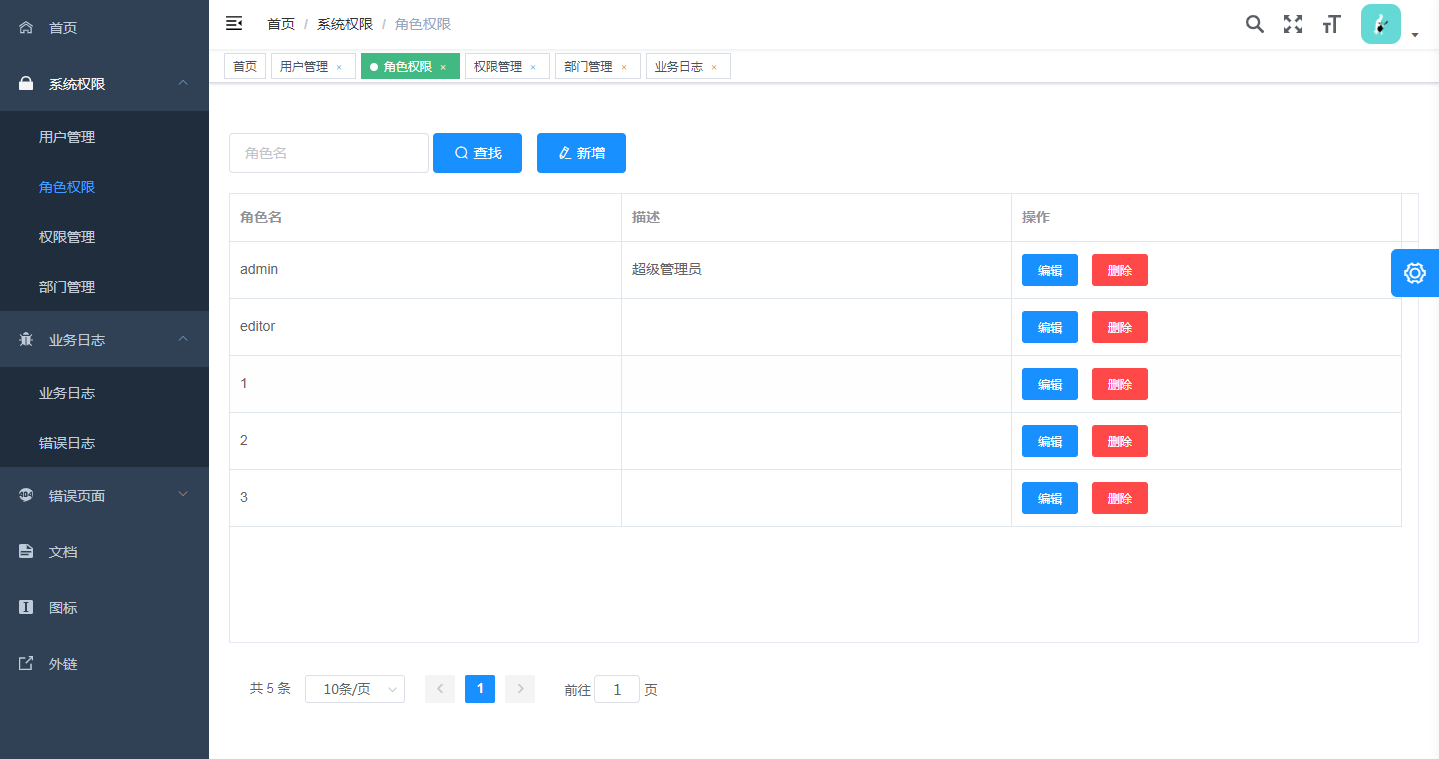 首页
系统权限
用户管理
角色权限
权限管理
部门管理
业务日志
业务日志
错误日志
404 错误页面
文档
图标
外链
首页 / 系统权限 / 角色权限
首页 用户管理 × 角色权限 × 权限管理 × 部门管理 × 业务日志 ×
角色名 查找 新增
角色名 描述 操作
admin 超级管理员 编辑 删除
editor 编辑 删除
1 编辑 删除
2 编辑 删除
3 编辑 删除
共 5 条 10条/页 1 前往 1 页